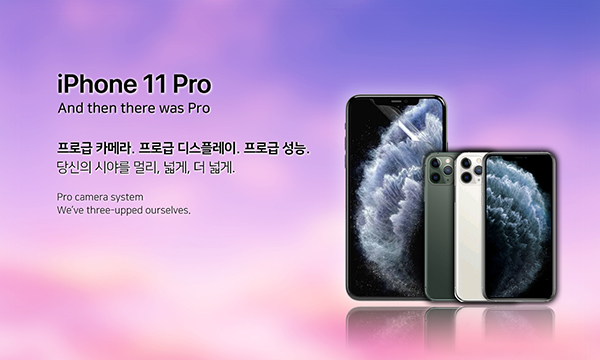 iPhone 11 Pro
And then there was Pro
프로급 카메라. 프로급 디스플레이. 프로급 성능.
당신의 시야를 멀리, 넓게, 더 넓게.
Pro camera system
We've three-upped ourselves.